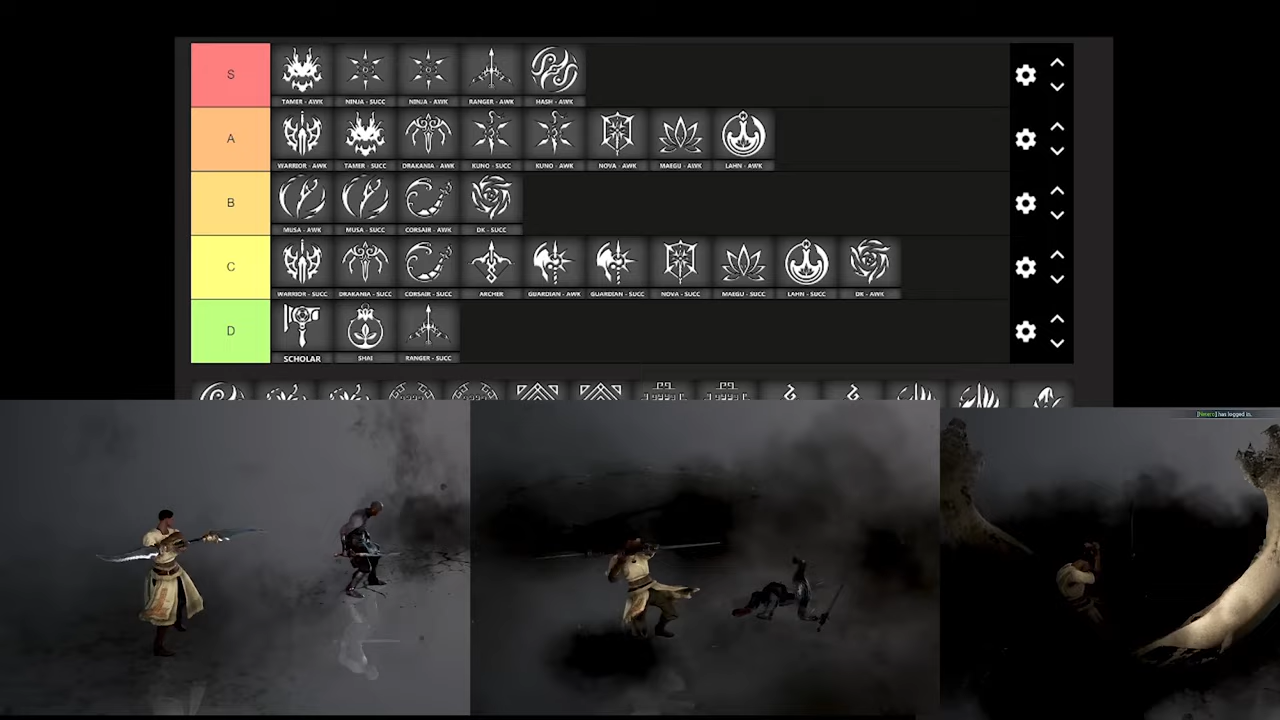 S
TAMER - AWK NINJA - SUCC NINJA - AWK RANGER - AWK HASH - AWK
A
WARRIOR - AWK TAMER - SUCC DRAKANIA - AWK KUNO - SUCC KUNO - AWK NOVA - AWK MAEGU - AWK LAHN - AWK
B
MUSA - AWK MUSA - SUCC CORSAIR - AWK DK - SUCC
C
WARRIOR - SUCC DRAKANIA - SUCC CORSAIR - SUCC ARCHER GUARDIAN - AWK GUARDIAN - SUCC NOVA - SUCC MAEGU - SUCC LAHN - SUCC DK - AWK
D
SCHOLAR SHAI RANGER - SUCC
has logged in.